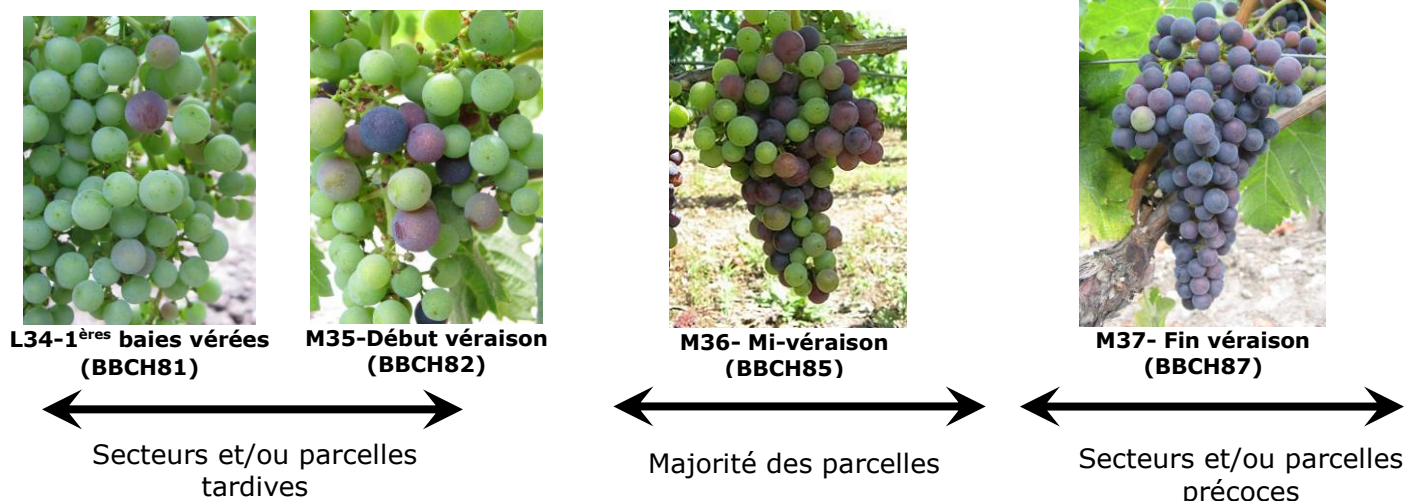 L34-1ères baies vérées
(BBCH81)
M35-Début véraison
(BBCH82)
M36- Mi-véraison
(BBCH85)
M37- Fin véraison
(BBCH87)
Secteurs et/ou parcelles
tardives
Majorité des parcelles
Secteurs et/ou parcelles
précoces